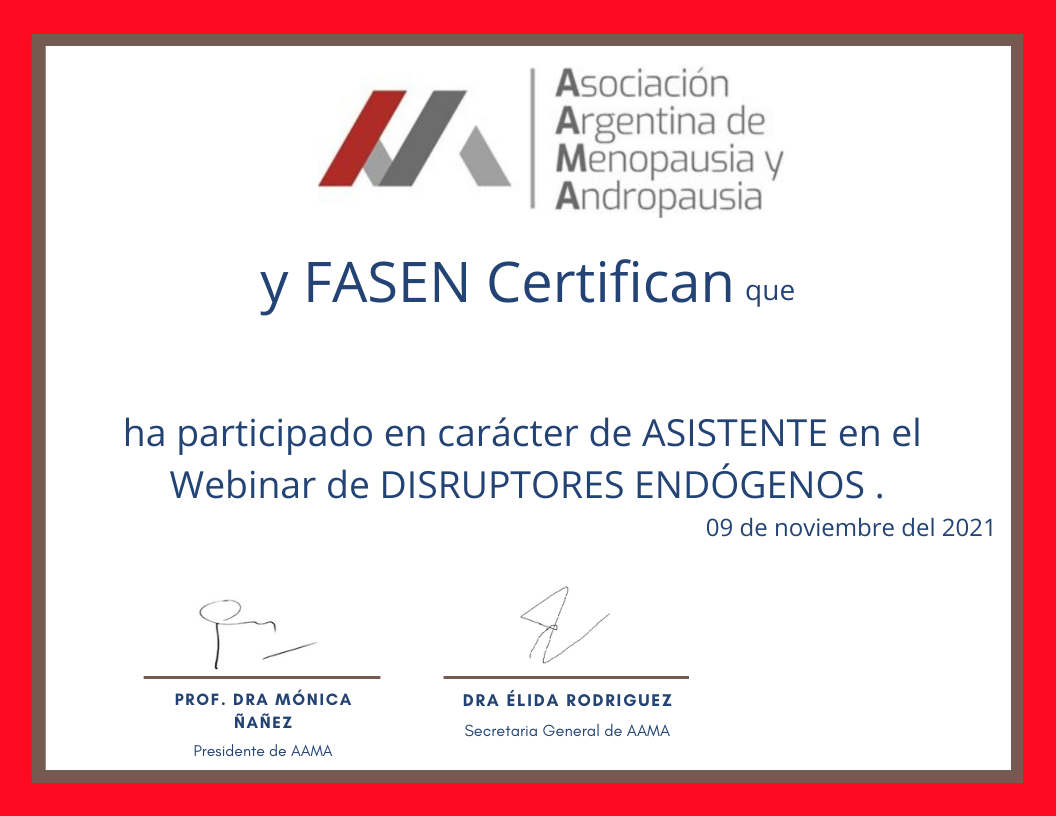 Asociación
Argentina de
Menopausia y
Andropausia
y FASEN Certifican que
ha participado en carácter de ASISTENTE en el
Webinar de DISRUPTORES ENDÓGENOS .
09 de noviembre del 2021
PROF. DRA MÓNICA
ÑAÑEZ
Presidente de AAMA
DRA ÉLIDA RODRIGUEZ
Secretaria General de AAMA